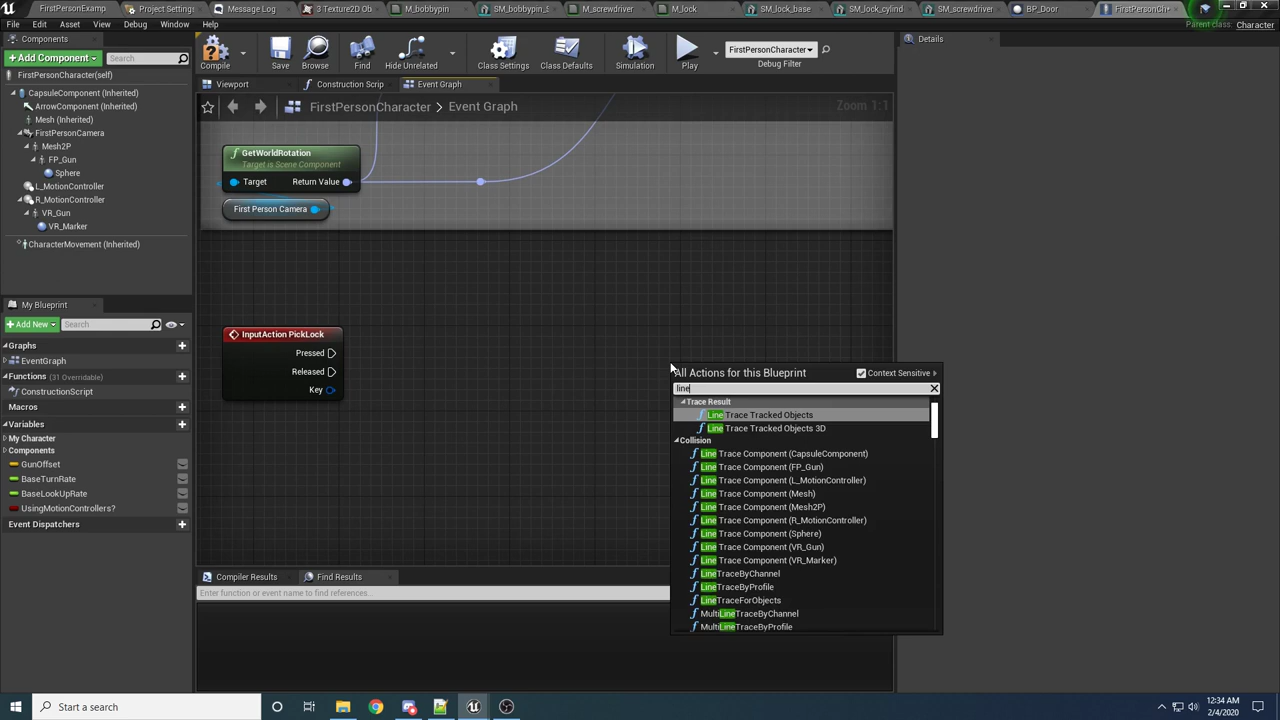 FirstPersonExamp
Project Settings
Message Log
3 Texture2D Ob
M_bobbypin
SM_bobbypin_S
M_screwdriver
M_lock
SM_lock_base
SM_lock_cylind
SM_screwdriver
BP_Door
FirstPersonCh
File Edit Asset View Debug Window Help
Parent class: Character
Components
+Add Component
Search
FirstPersonCharacter(self)
CapsuleComponent (Inherited)
ArrowComponent (Inherited)
Mesh (Inherited)
FirstPersonCamera
Mesh2P
FP_Gun
Sphere
L_MotionController
R_MotionController
VR_Gun
VR_Marker
CharacterMovement (Inherited)
My Blueprint
+Add New
Search
Graphs
EventGraph
Functions (31 Overridable)
ConstructionScript
Macros
Variables
My Character
Components
GunOffset
BaseTurnRate
BaseLookUpRate
UsingMotionControllers?
Event Dispatchers
Compile
Save
Browse
Find
Hide Unrelated
Class Settings
Class Defaults
Simulation
Play
FirstPersonCharacter
Debug Filter
Details
Viewport
Construction Scrip
Event Graph
FirstPersonCharacter > Event Graph
Zoom 1:1
GetWorldRotation
Target is Scene Component
Target Return Value
First Person Camera
InputAction PickLock
Pressed
Released
Key
All Actions for this Blueprint
Context Sensitive
line
Trace Result
Line Trace Tracked Objects
Line Trace Tracked Objects 3D
Collision
Line Trace Component (CapsuleComponent)
Line Trace Component (FP_Gun)
Line Trace Component (L_MotionController)
Line Trace Component (Mesh)
Line Trace Component (Mesh2P)
Line Trace Component (R_MotionController)
Line Trace Component (Sphere)
Line Trace Component (VR_Gun)
Line Trace Component (VR_Marker)
LineTraceByChannel
LineTraceByProfile
LineTraceForObjects
MultiLineTraceByChannel
MultiLineTraceByProfile
Compiler Results
Find Results
Enter function or event name to find references...
Start a search
12:34 AM
2/4/2020